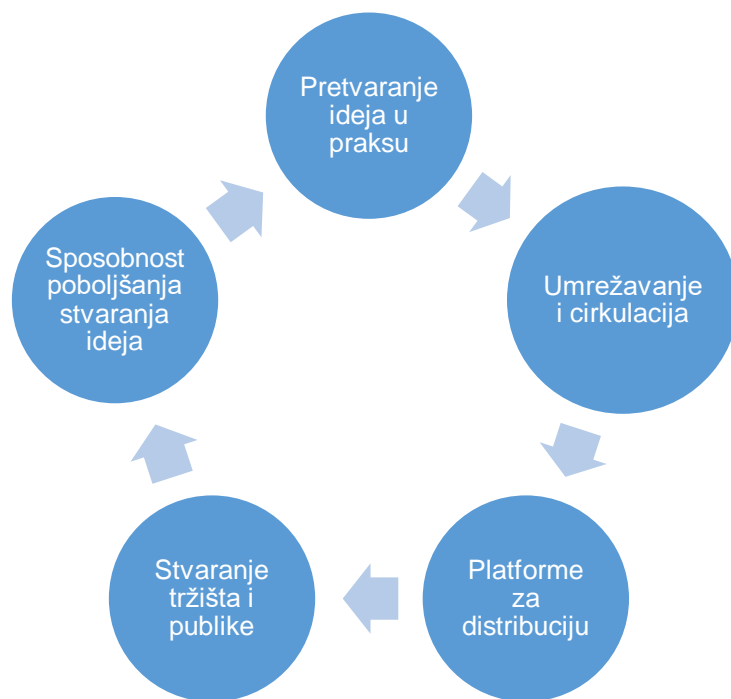 Pretvaranje
ideja u
praksu
Umrežavanje
i cirkulacija
Platforme
za
distribuciju
Stvaranje
tržišta i
publike
Sposobnost
poboljšanja
stvaranja
ideja